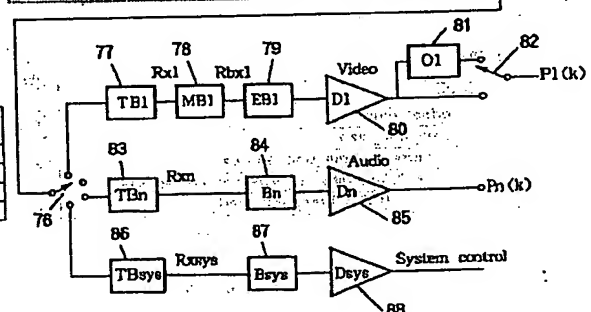 77 Rx1 78 Rbx1 79 81 82
Video
TB1 MB1 EB1 D1 O1 P1(k)
80
76
83 Rxn 84 Audio
TBn Bn Dn Pn(k)
85
86 Rxsys 87 System control
TBsys Bsys Dsys
88